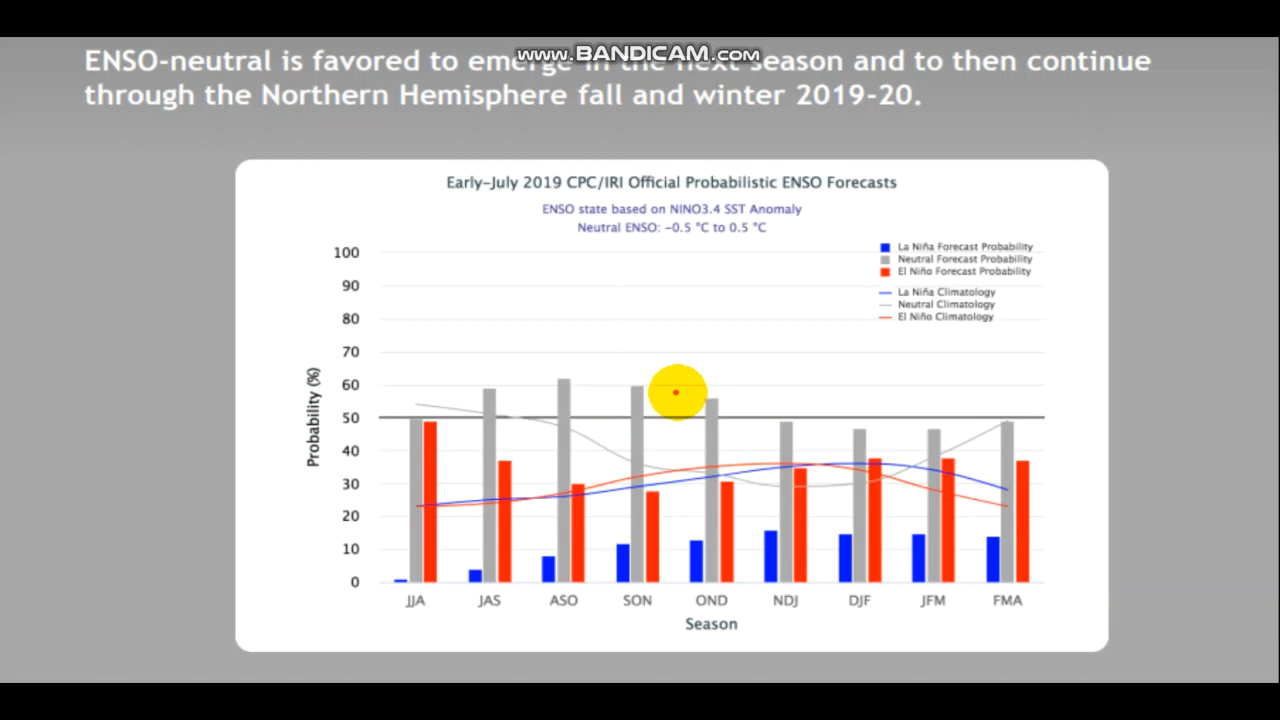 www.BANDICAM.com
ENSO-neutral is favored to emerge in the next season and to then continue
through the Northern Hemisphere fall and winter 2019-20.
Early-July 2019 CPC/IRI Official Probabilistic ENSO Forecasts
ENSO state based on NINO3.4 SST Anomaly
Neutral ENSO: -0.5 °C to 0.5 °C
La Niña Forecast Probability
Neutral Forecast Probability
El Niño Forecast Probability
La Niña Climatology
Neutral Climatology
El Niño Climatology
Probability (%)
100
90
80
70
60
50
40
30
20
10
0
JJA JAS ASO SON OND NDJ DJF JFM FMA
Season